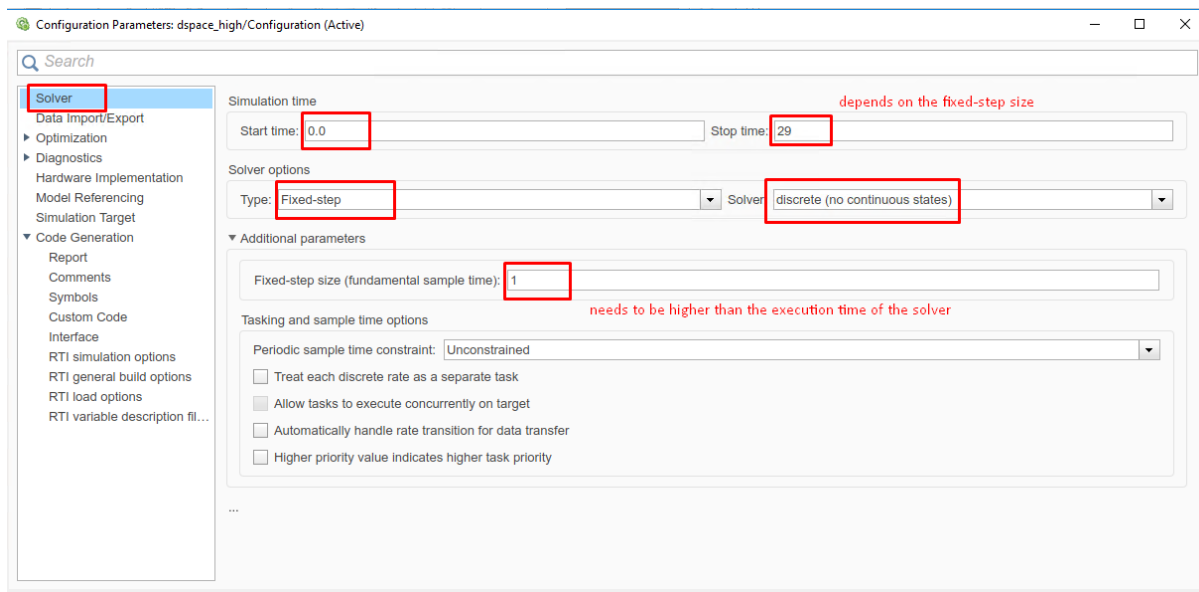 Configuration Parameters: dspace_high/Configuration (Active)
Search
Solver
Data Import/Export
Optimization
Diagnostics
Hardware Implementation
Model Referencing
Simulation Target
Code Generation
Report
Comments
Symbols
Custom Code
Interface
RTI simulation options
RTI general build options
RTI load options
RTI variable description fil...
Simulation time
depends on the fixed-step size
Start time: 0.0 Stop time: 29
Solver options
Type: Fixed-step Solver discrete (no continuous states)
Additional parameters
Fixed-step size (fundamental sample time): 1
needs to be higher than the execution time of the solver
Tasking and sample time options
Periodic sample time constraint: Unconstrained
Treat each discrete rate as a separate task
Allow tasks to execute concurrently on target
Automatically handle rate transition for data transfer
Higher priority value indicates higher task priority
...